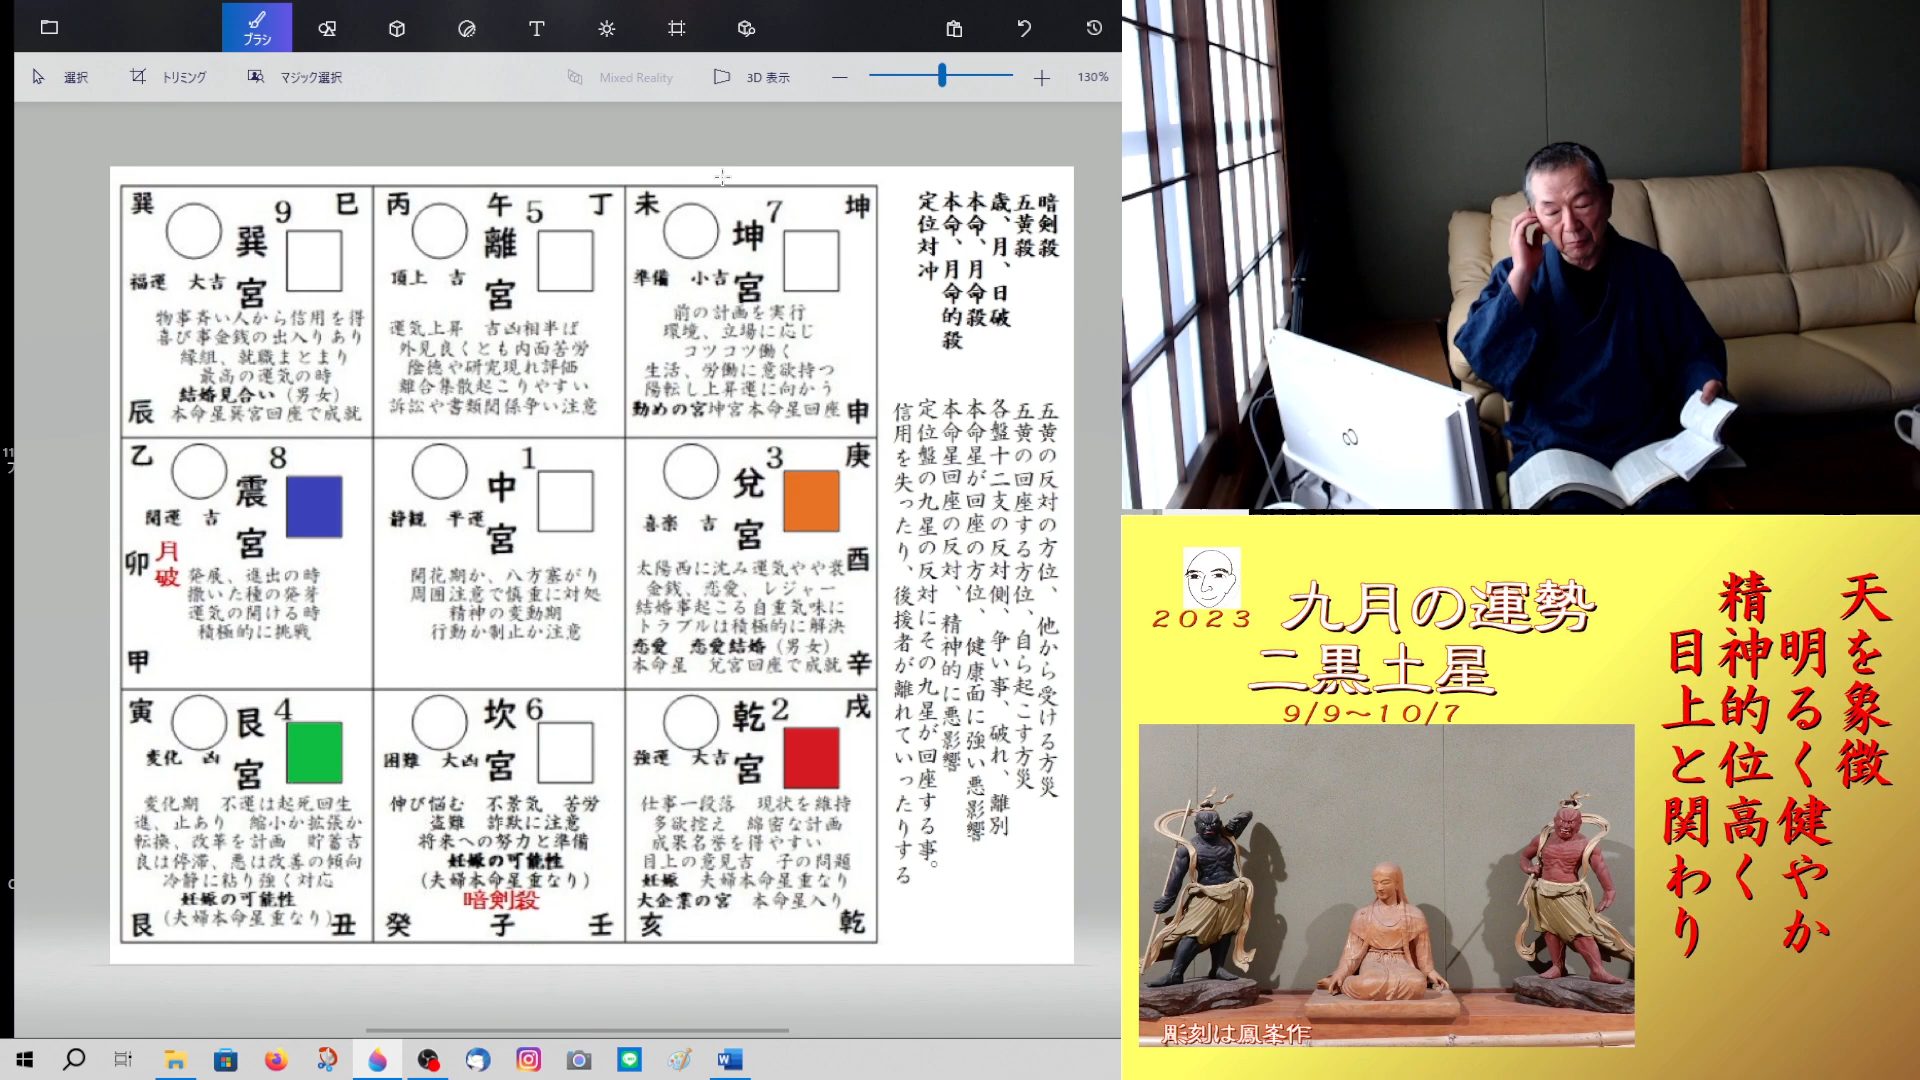 ブラシ
選択
トリミング
マジック選択
Mixed Reality
3D 表示
130%
巽
9
巳
巽宮
福運 大吉
物事斉い人から信用を得
喜び事金銭の出入りあり
縁組、就職まとまり
最高の運気の時
結婚見合い（男女）
辰
本命星巽宮回座で成就
丙
午
5
丁
離宮
頂上 吉
運気上昇 吉凶相半ば
外見良くとも内面苦労
陰徳や研究現れ評価
離合集散起こりやすい
訴訟や書類関係争い注意
未
7
坤
坤宮
準備 小吉
前の計画を実行
環境、立場に応じ
コツコツ働く
生活、労働に意欲持つ
陽転し上昇運に向かう
勤めの宮坤宮本命星回座
申
乙
8
震宮
開運 吉
卯
月破
発展、進出の時
撒いた種の発芽
運気の開ける時
積極的に挑戦
甲
1
中宮
静観 平運
開花期か、八方塞がり
周囲注意で慎重に対処
精神の変動期
行動か制止か注意
3
庚
兌宮
喜楽 吉
酉
太陽西に沈み運気やや衰
金銭、恋愛、レジャー
結婚事起こる自重気味に
トラブルは積極的に解決
恋愛 恋愛結婚（男女）
本命星 兌宮回座で成就
辛
寅
4
艮宮
変化 凶
変化期 不運は起死回生
進、止あり 縮小か拡張か
転換、改革を計画 貯蓄吉
良は停滞、悪は改善の傾向
冷静に粘り強く対応
妊娠の可能性
（夫婦本命星重なり）
艮
丑
6
坎宮
困難 大凶
伸び悩む 不景気 苦労
盗難 詐欺に注意
将来への努力と準備
妊娠の可能性
（夫婦本命星重なり）
暗剣殺
癸
子
壬
2
戌
乾宮
強運 大吉
仕事一段落 現状を維持
多欲控え 綿密な計画
成果名誉を得やすい
目上の意見吉 子の問題
妊娠 夫婦本命星重なり
大企業の宮 本命星入り
亥
乾
暗剣殺 五黄の反対の方位、他から受ける方災
五黄殺 五黄の回座する方位、自ら起こす方災
歳、月、日破 各盤十二支の反対側、争い事、破れ、離別
本命、月命殺 本命星が回座の方位、健康面に強い悪影響
本命、月命的殺 本命星回座の反対、精神的に悪影響
定位対冲 定位盤の九星の反対にその九星が回座する事。
信用を失ったり、後援者が離れていったりする
2023
九月の運勢
二黒土星
9/9～10/7
天を象徴
明るく健やか
精神的位高く
目上と関わり
彫刻は鳳峯作